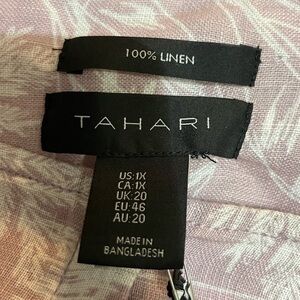 100% LINEN
TAHARI
US:1X
CA:1X
UK:20
EU:46
AU:20
MADE IN
BANGLADESH